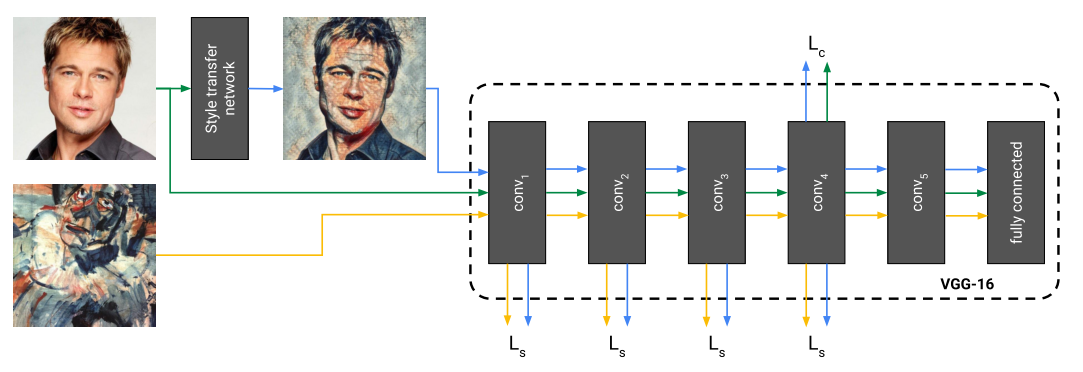 L_c
Style transfer
network
conv_1
conv_2
conv_3
conv_4
conv_5
fully connected
VGG-16
L_s
L_s
L_s
L_s